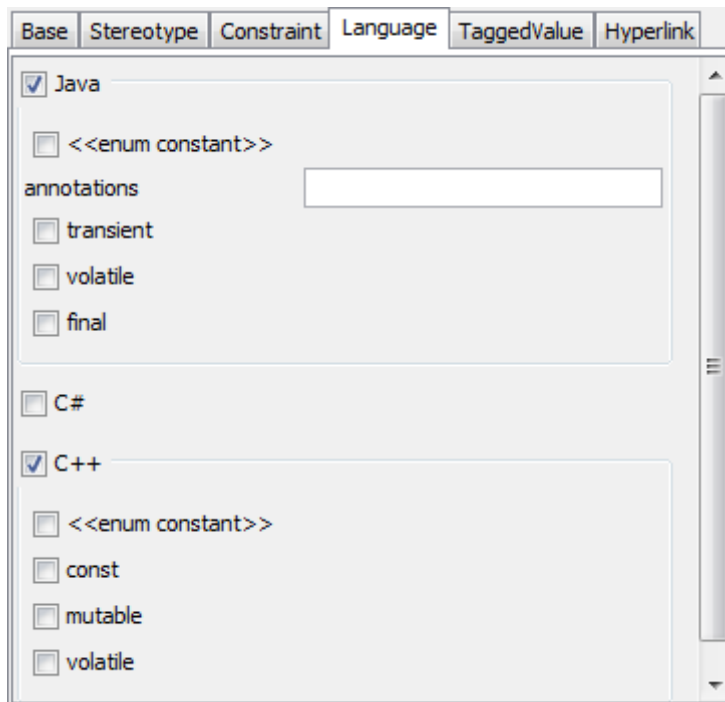 Base Stereotype Constraint Language TaggedValue Hyperlink
Java
<<enum constant>>
annotations
transient
volatile
final
C#
C++
<<enum constant>>
const
mutable
volatile